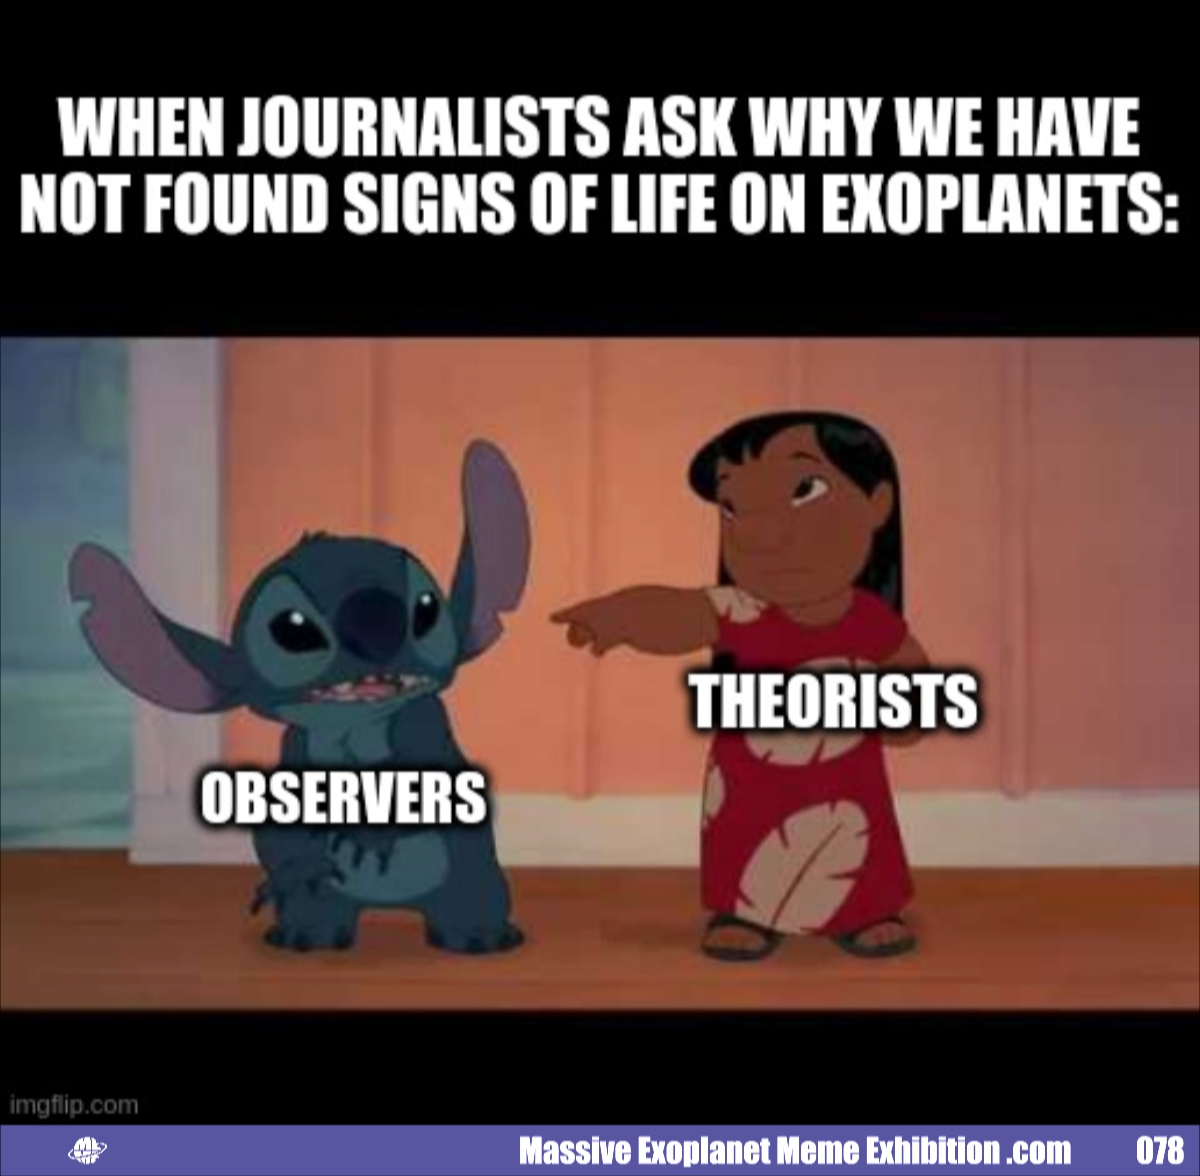 WHEN JOURNALISTS ASK WHY WE HAVE
NOT FOUND SIGNS OF LIFE ON EXOPLANETS:
THEORISTS
OBSERVERS
imgflip.com
Massive Exoplanet Meme Exhibition .com 078